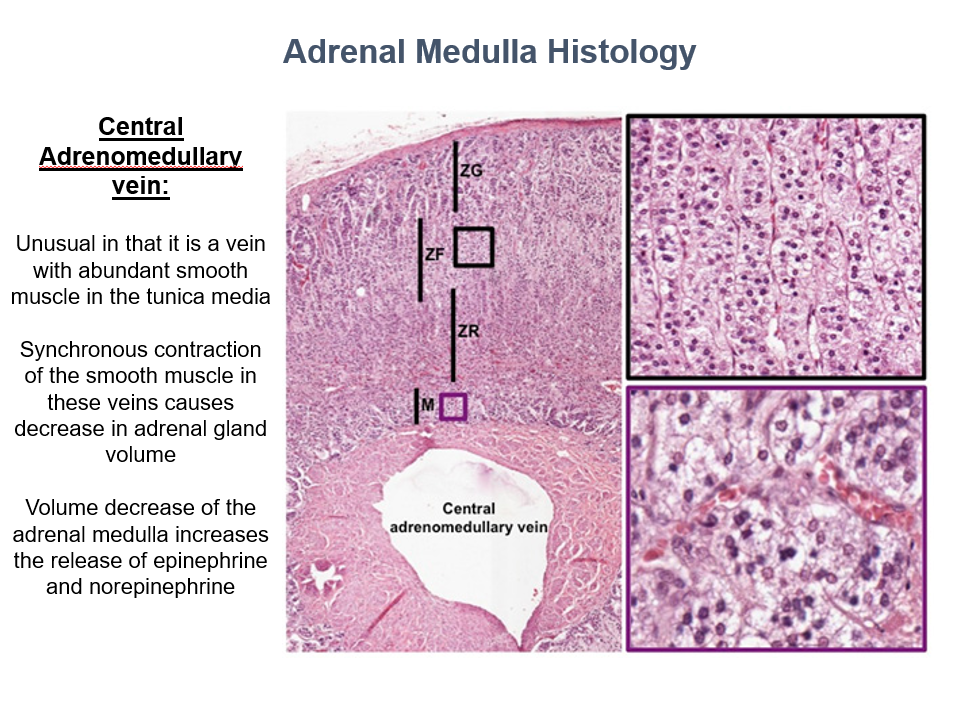 Adrenal Medulla Histology
Central
Adrenomedullary
vein:
Unusual in that it is a vein
with abundant smooth
muscle in the tunica media
Synchronous contraction
of the smooth muscle in
these veins causes
decrease in adrenal gland
volume
Volume decrease of the
adrenal medulla increases
the release of epinephrine
and norepinephrine
ZG
ZF
ZR
M
Central
adrenomedullary vein